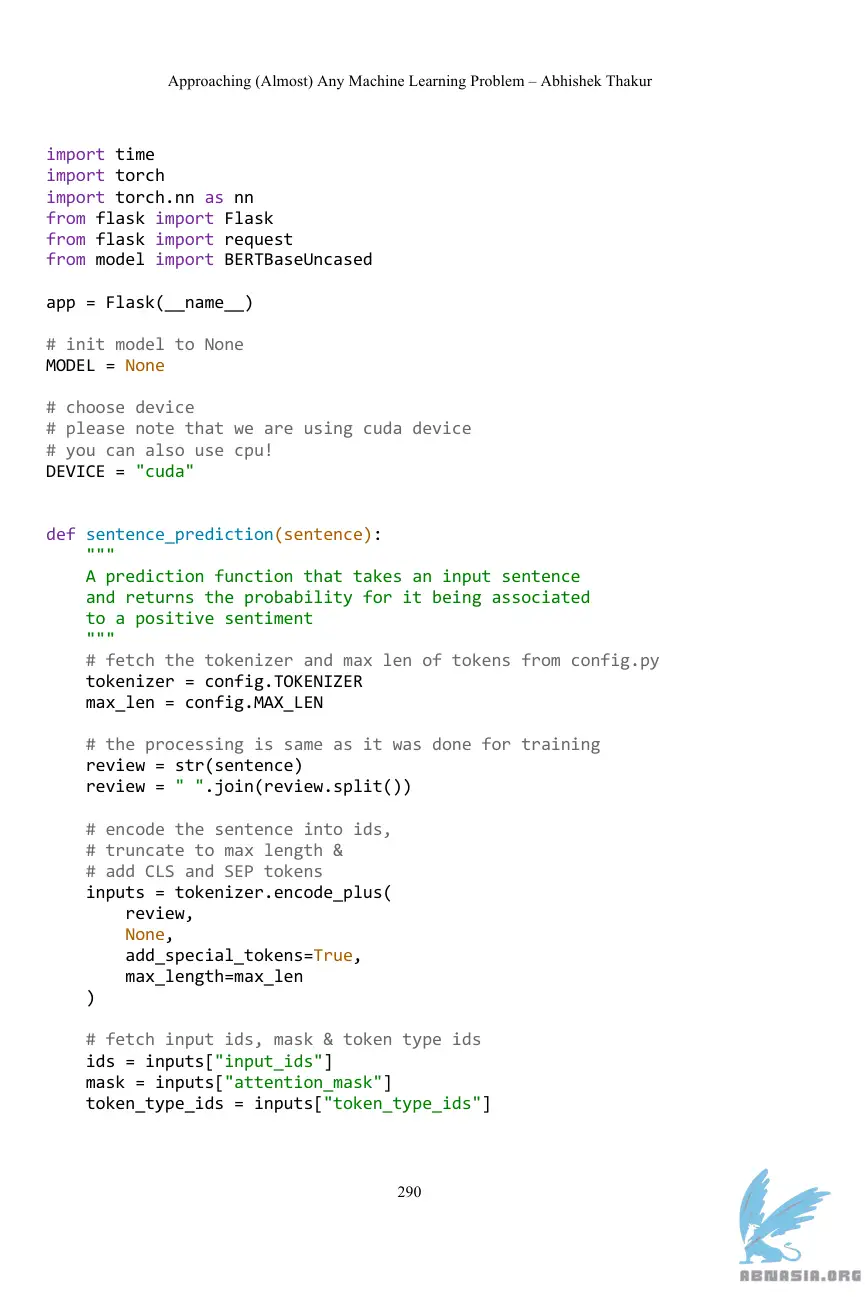 Approaching (Almost) Any Machine Learning Problem – Abhishek Thakur
import time
import torch
import torch.nn as nn
from flask import Flask
from flask import request
from model import BERTBaseUncased
app = Flask(__name__)
# init model to None
MODEL = None
# choose device
# please note that we are using cuda device
# you can also use cpu!
DEVICE = "cuda"
def sentence_prediction(sentence):
    """
    A prediction function that takes an input sentence
    and returns the probability for it being associated
    to a positive sentiment
    """
    # fetch the tokenizer and max len of tokens from config.py
    tokenizer = config.TOKENIZER
    max_len = config.MAX_LEN
    # the processing is same as it was done for training
    review = str(sentence)
    review = " ".join(review.split())
    # encode the sentence into ids,
    # truncate to max length &
    # add CLS and SEP tokens
    inputs = tokenizer.encode_plus(
        review,
        None,
        add_special_tokens=True,
        max_length=max_len
    )
    # fetch input ids, mask & token type ids
    ids = inputs["input_ids"]
    mask = inputs["attention_mask"]
    token_type_ids = inputs["token_type_ids"]
290
ABNASIA.ORG